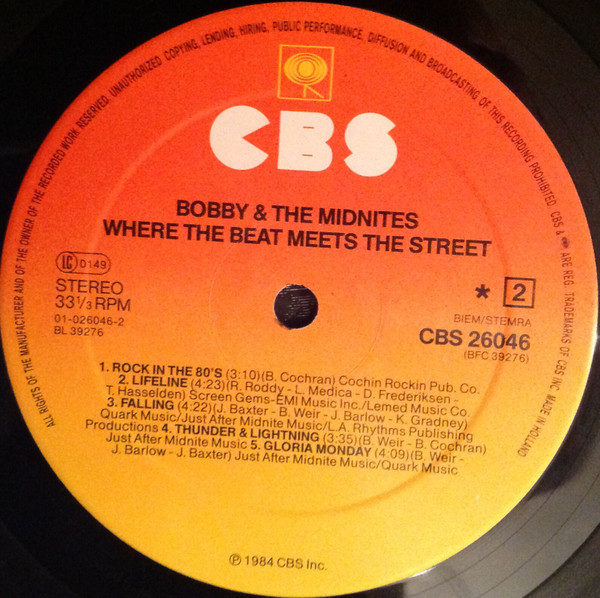 ALL RIGHTS OF THE MANUFACTURER AND OF THE OWNER OF THE RECORDED WORK RESERVED. UNAUTHORIZED COPYING, LENDING, HIRING, PUBLIC PERFORMANCE, DIFFUSION AND BROADCASTING OF THIS RECORDING PROHIBITED. CBS & ARE REG. TRADEMARKS OF CBS INC. MADE IN HOLLAND
CBS
BOBBY & THE MIDNITES
WHERE THE BEAT MEETS THE STREET
LC 0149
STEREO
33⅓ RPM
01-026046-2
BL 39276
* 2
BIEM/STEMRA
CBS 26046
(BFC 39276)
1. ROCK IN THE 80'S (3:10)(B. Cochran) Cochin Rockin Pub. Co.
2. LIFELINE (4:23)(R. Roddy - L. Medica - D. Frederiksen -
T. Hasselden) Screen Gems-EMI Music Inc./Lemed Music Co.
3. FALLING (4:22)(J. Baxter - B. Weir - J. Barlow - K. Gradney)
Quark Music/Just After Midnite Music/L.A. Rhythms Publishing
Productions 4. THUNDER & LIGHTNING (3:35)(B. Weir - B. Cochran)
Just After Midnite Music 5. GLORIA MONDAY (4:09)(B. Weir -
J. Barlow - J. Baxter) Just After Midnite Music/Quark Music
℗ 1984 CBS Inc.